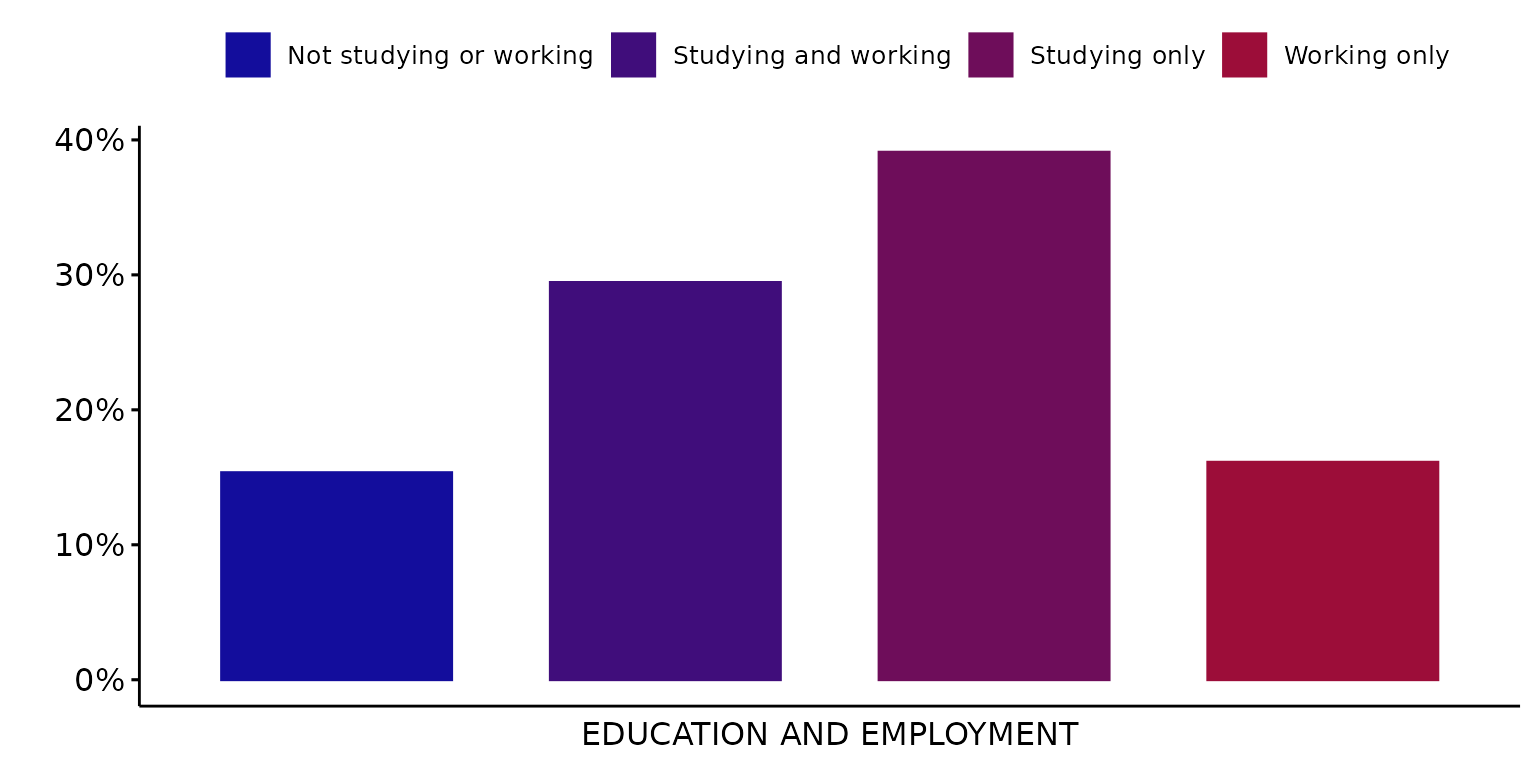 Not studying or working Studying and working Studying only Working only
40%
30%
20%
10%
0%
EDUCATION AND EMPLOYMENT